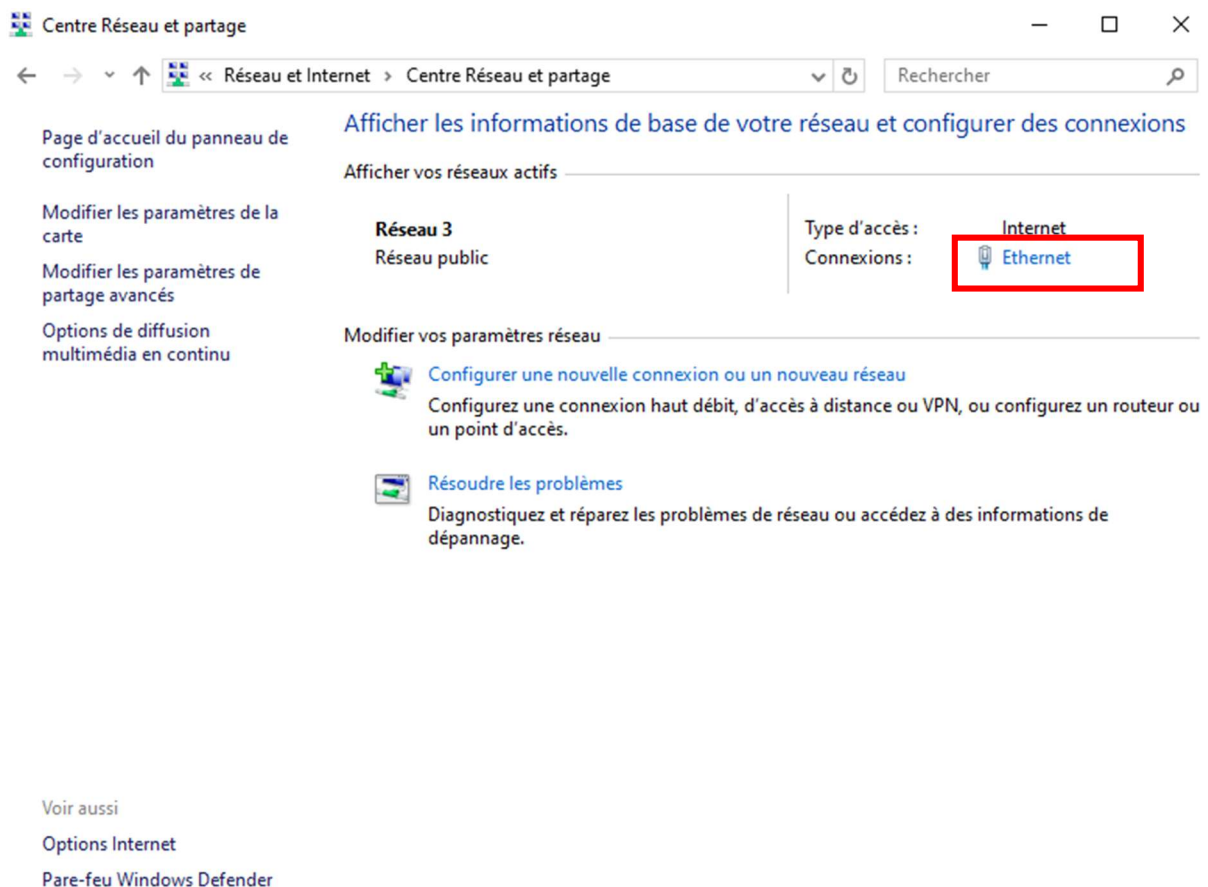 Centre Réseau et partage
« Réseau et Internet › Centre Réseau et partage
Rechercher
Page d'accueil du panneau de
configuration
Modifier les paramètres de la
carte
Modifier les paramètres de
partage avancés
Options de diffusion
multimédia en continu
Afficher les informations de base de votre réseau et configurer des connexions
Afficher vos réseaux actifs
Réseau 3
Réseau public
Type d'accès : Internet
Connexions : Ethernet
Modifier vos paramètres réseau
Configurer une nouvelle connexion ou un nouveau réseau
Configurez une connexion haut débit, d'accès à distance ou VPN, ou configurez un routeur ou
un point d'accès.
Résoudre les problèmes
Diagnostiquez et réparez les problèmes de réseau ou accédez à des informations de
dépannage.
Voir aussi
Options Internet
Pare-feu Windows Defender